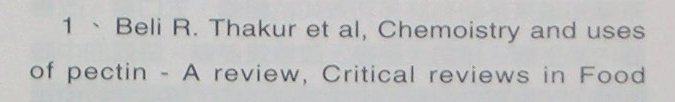 1、Beli R. Thakur et al, Chemoistry and uses
of pectin - A review, Critical reviews in Food